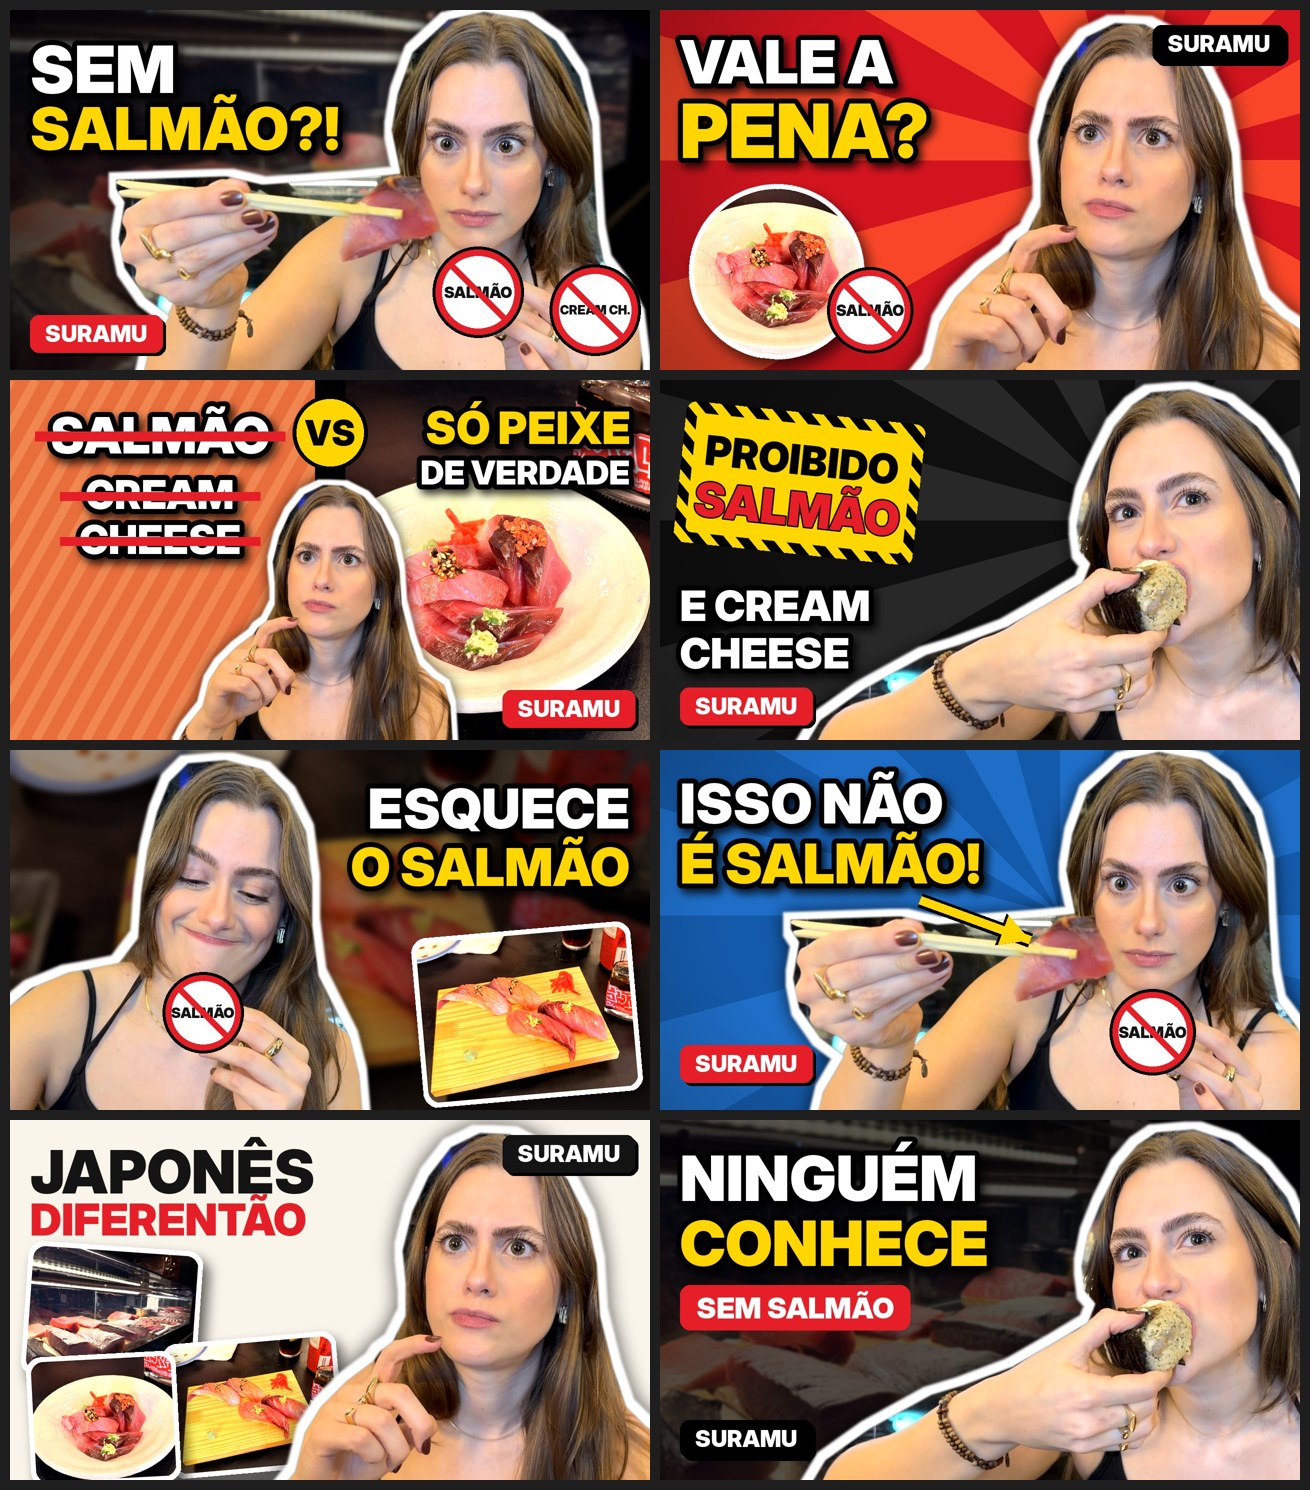 SEM
SALMÃO?!
SALMÃO
CREAM CH.
SURAMU
VALE A
PENA?
SURAMU
SALMÃO
SALMÃO
CREAM
CHEESE
VS
SÓ PEIXE
DE VERDADE
SURAMU
PROIBIDO
SALMÃO
E CREAM
CHEESE
SURAMU
ESQUECE
O SALMÃO
SALMÃO
ISSO NÃO
É SALMÃO!
SALMÃO
SURAMU
JAPONÊS
DIFERENTÃO
SURAMU
NINGUÉM
CONHECE
SEM SALMÃO
SURAMU